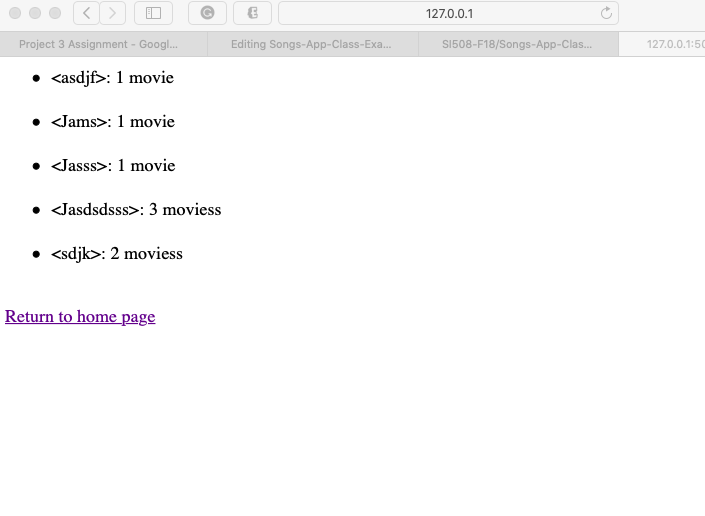 127.0.0.1
Project 3 Assignment - Googl...
Editing Songs-App-Class-Exa...
SI508-F18/Songs-App-Clas...
127.0.0.1:50
• <asdjf>: 1 movie
• <Jams>: 1 movie
• <Jasss>: 1 movie
• <Jasdsdsss>: 3 moviess
• <sdjk>: 2 moviess
Return to home page